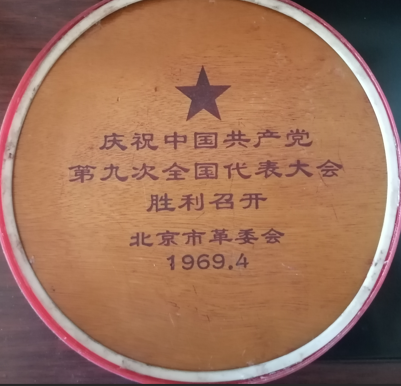 庆祝中国共产党
第九次全国代表大会
胜利召开
北京市革委会
1969.4